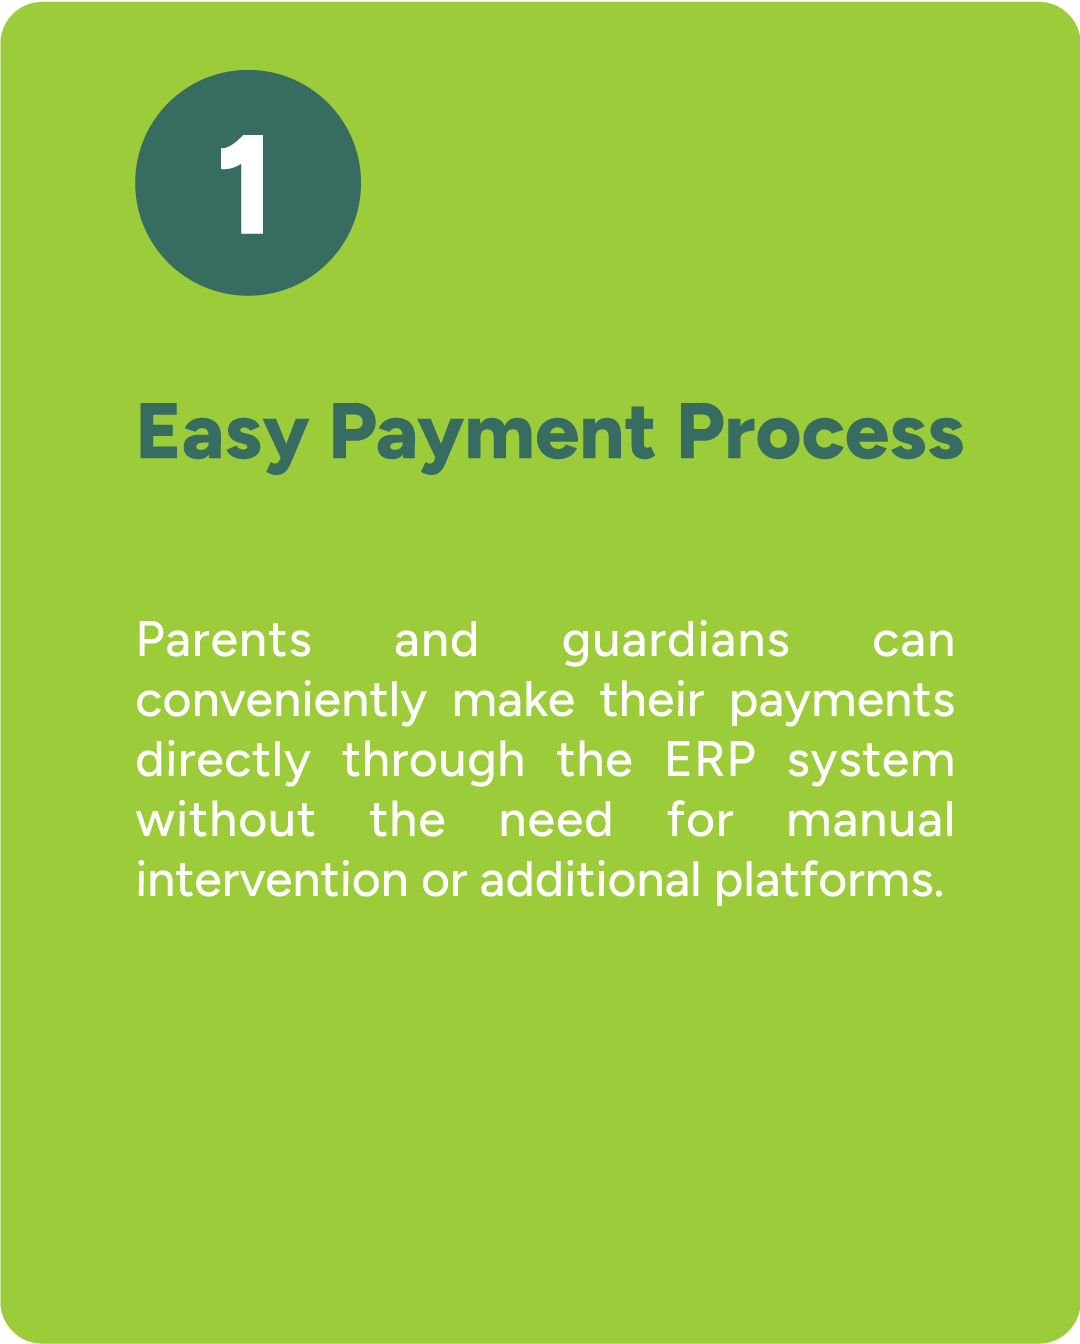 1
Easy Payment Process
Parents and guardians can
conveniently make their payments
directly through the ERP system
without the need for manual
intervention or additional platforms.